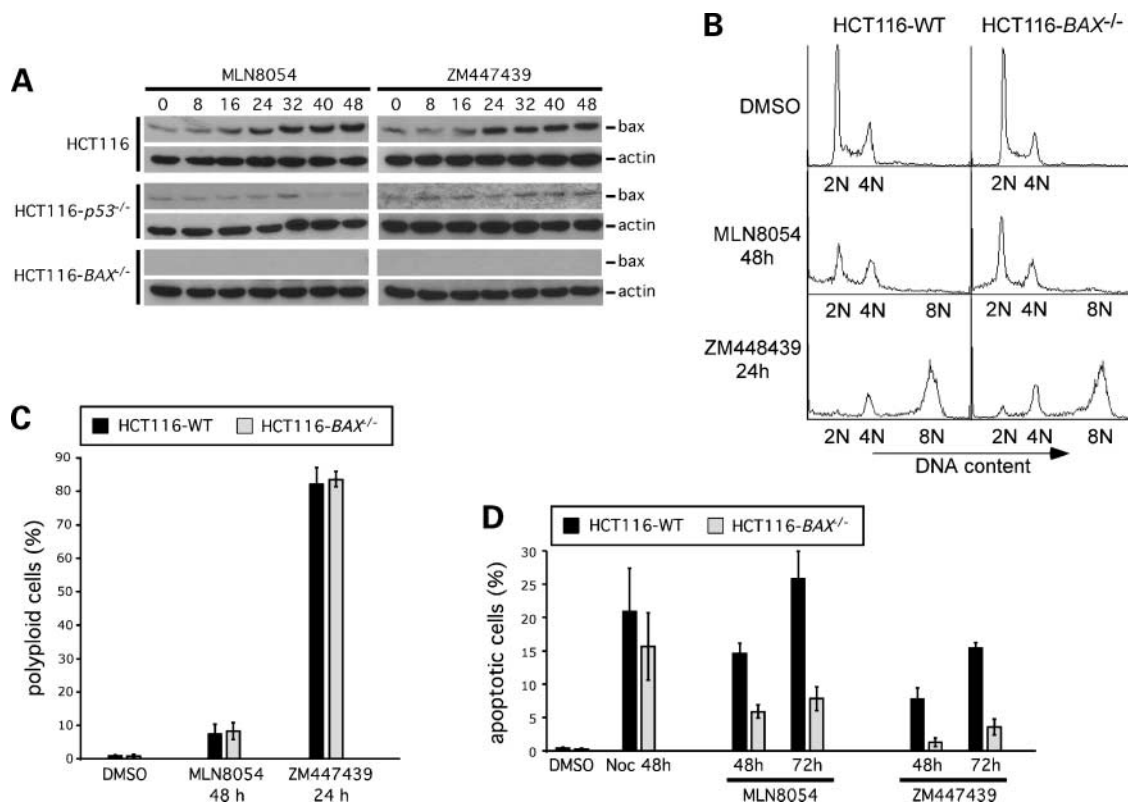 A
MLN8054 ZM447439
0 8 16 24 32 40 48 0 8 16 24 32 40 48
HCT116 bax
actin
HCT116-p53-/- bax
actin
HCT116-BAX-/- bax
actin
B
HCT116-WT HCT116-BAX-/-
DMSO
2N 4N 2N 4N
MLN8054
48h
2N 4N 8N 2N 4N 8N
ZM448439
24h
2N 4N 8N 2N 4N 8N
DNA content
C
HCT116-WT HCT116-BAX-/-
polyploid cells (%)
90
80
70
60
50
40
30
20
10
0
DMSO MLN8054 ZM447439
48 h 24 h
D
HCT116-WT HCT116-BAX-/-
apoptotic cells (%)
30
25
20
15
10
5
0
DMSO Noc 48h 48h 72h 48h 72h
MLN8054 ZM447439